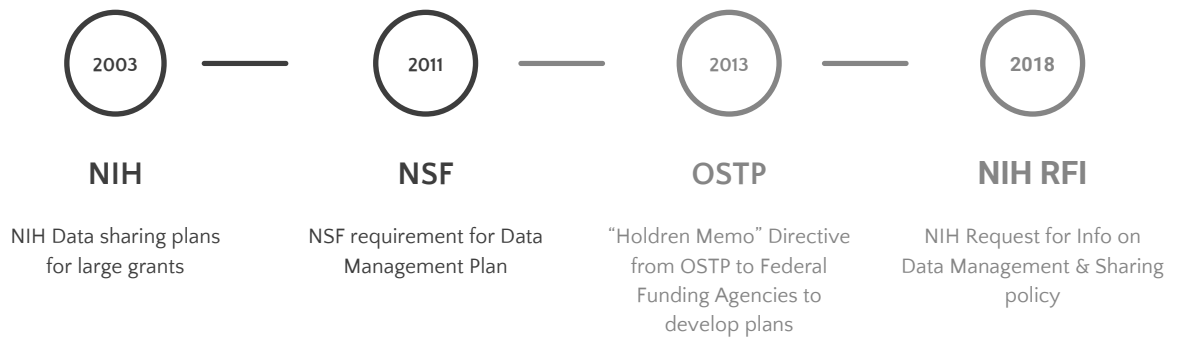 2003
2011
2013
2018
NIH
NSF
OSTP
NIH RFI
NIH Data sharing plans
for large grants
NSF requirement for Data
Management Plan
“Holdren Memo” Directive
from OSTP to Federal
Funding Agencies to
develop plans
NIH Request for Info on
Data Management & Sharing
policy